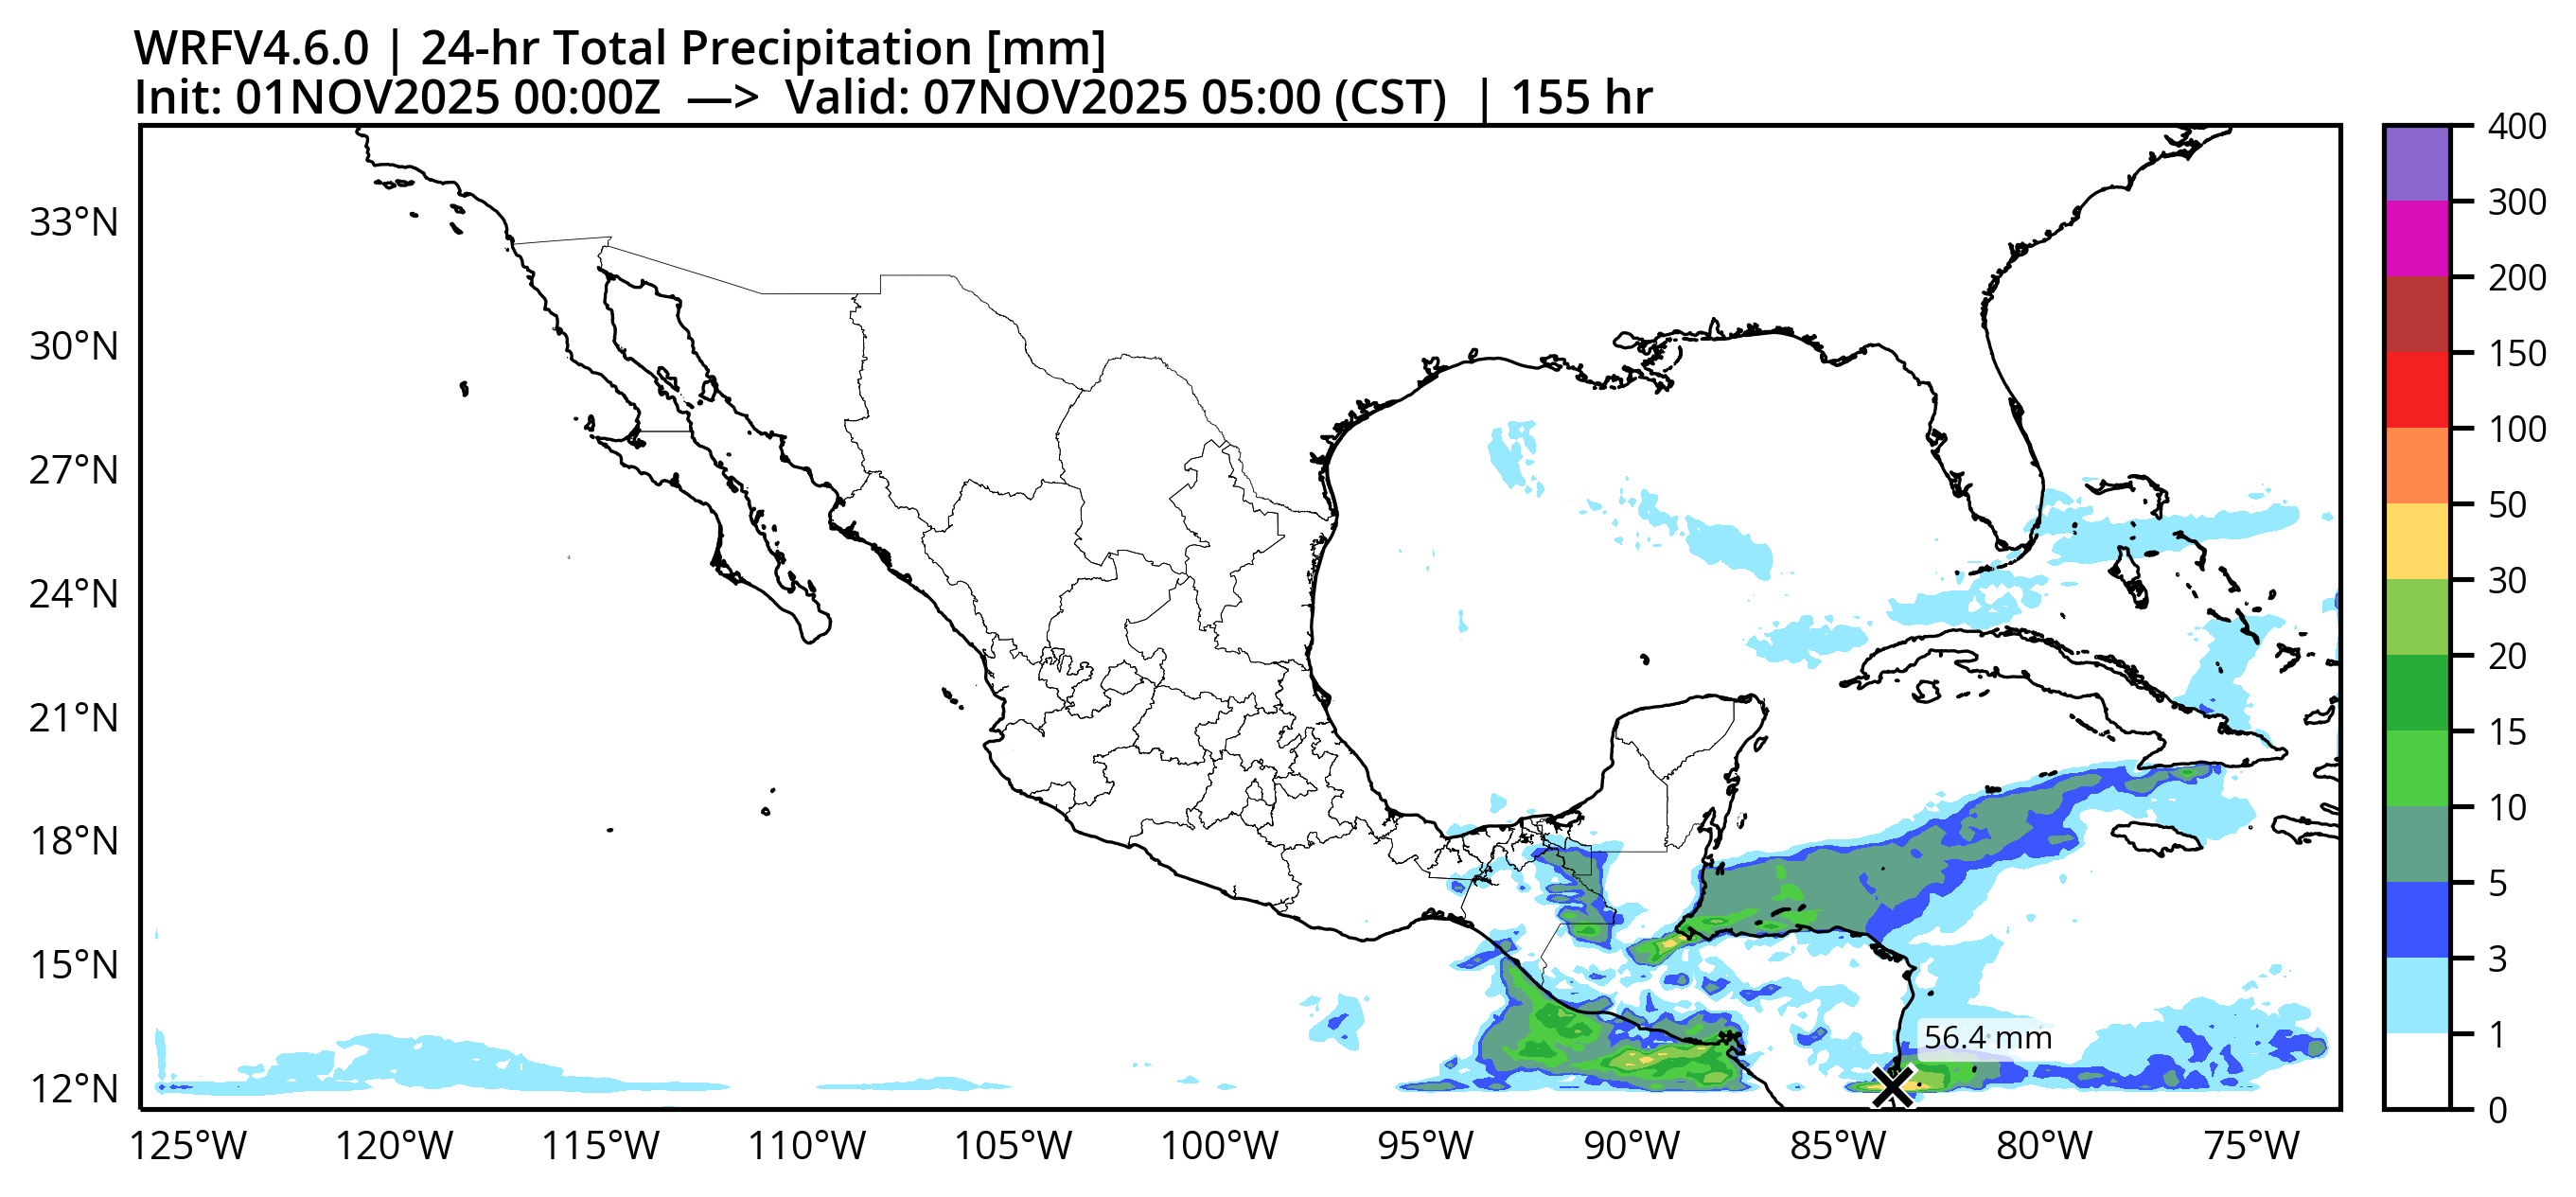 WRFV4.6.0 | 24-hr Total Precipitation [mm]
Init: 01NOV2025 00:00Z —> Valid: 07NOV2025 05:00 (CST) | 155 hr
33°N
30°N
27°N
24°N
21°N
18°N
15°N
12°N
125°W 120°W 115°W 110°W 105°W 100°W 95°W 90°W 85°W 80°W 75°W
56.4 mm
400
300
200
150
100
50
30
20
15
10
5
3
1
0